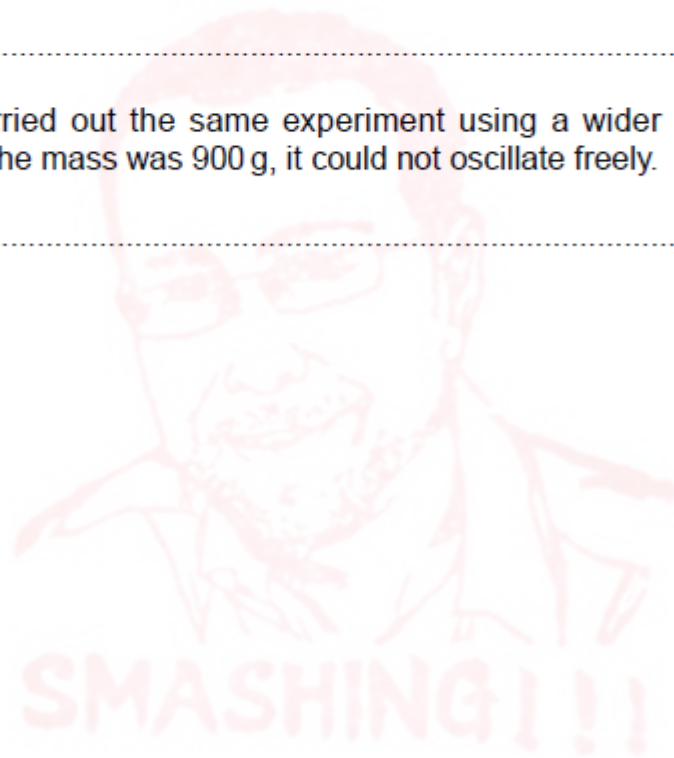 rried out the same experiment using a wider
he mass was 900 g, it could not oscillate freely.
SMASHING!!!